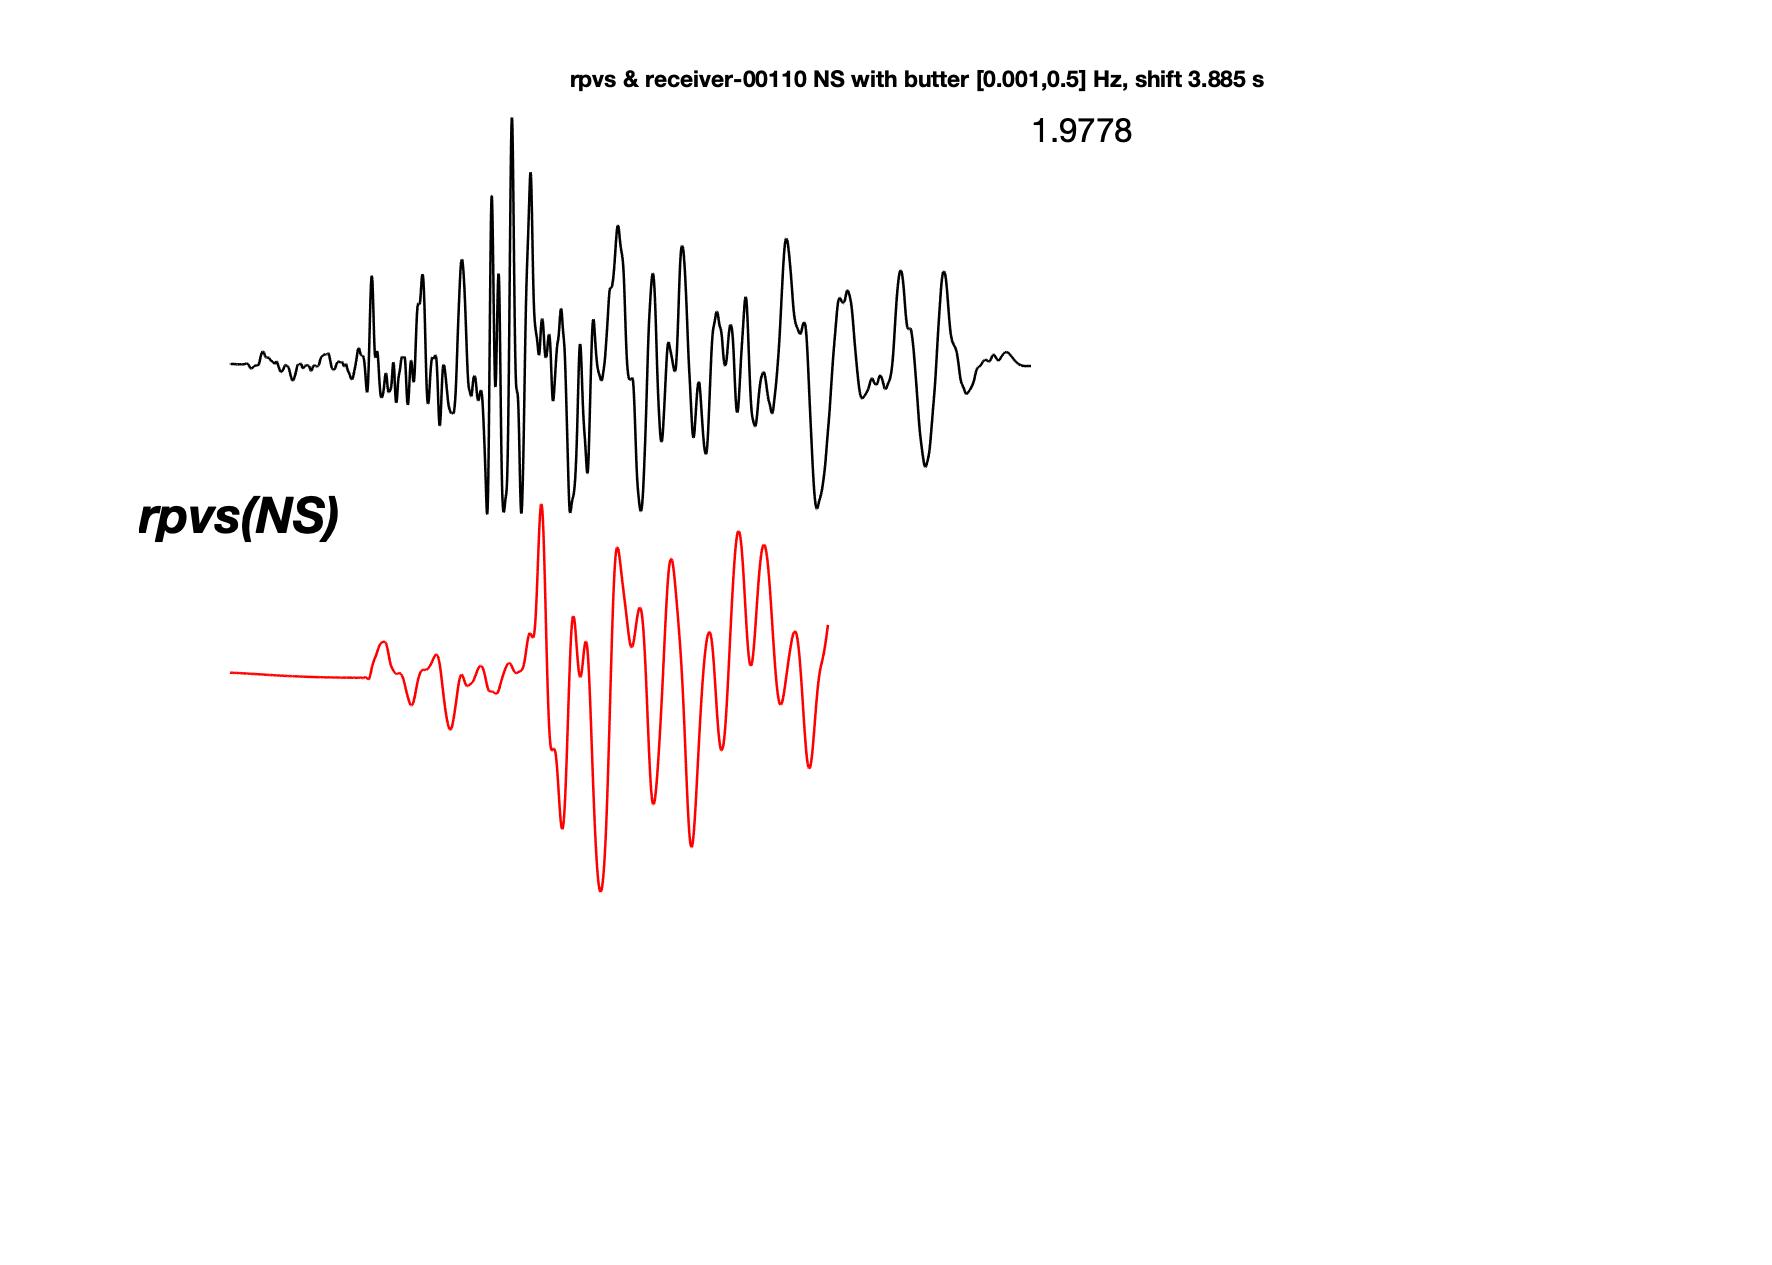 rpvs & receiver-00110 NS with butter [0.001,0.5] Hz, shift 3.885 s
1.9778
rpvs(NS)